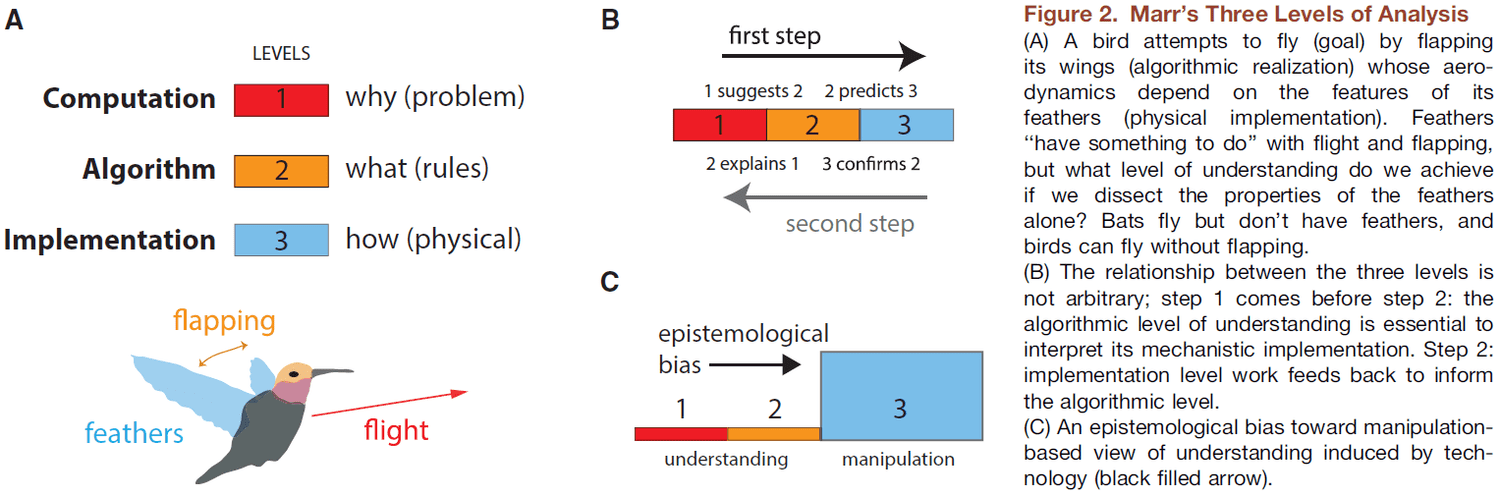 A
LEVELS
Computation 1 why (problem)
Algorithm 2 what (rules)
Implementation 3 how (physical)
flapping
feathers
flight
B
first step
1 suggests 2 2 predicts 3
1 2 3
2 explains 1 3 confirms 2
second step
C
epistemological
bias
1 2 3
understanding manipulation
Figure 2. Marr’s Three Levels of Analysis
(A) A bird attempts to fly (goal) by flapping
its wings (algorithmic realization) whose aero-
dynamics depend on the features of its
feathers (physical implementation). Feathers
‘‘have something to do” with flight and flapping,
but what level of understanding do we achieve
if we dissect the properties of the feathers
alone? Bats fly but don’t have feathers, and
birds can fly without flapping.
(B) The relationship between the three levels is
not arbitrary; step 1 comes before step 2: the
algorithmic level of understanding is essential to
interpret its mechanistic implementation. Step 2:
implementation level work feeds back to inform
the algorithmic level.
(C) An epistemological bias toward manipulation-
based view of understanding induced by tech-
nology (black filled arrow).